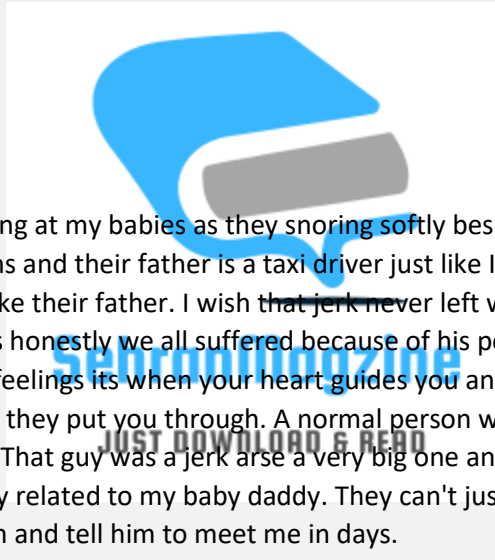 ng at my babies as they snoring softly bes
ns and their father is a taxi driver just like I
ke their father. I wish that jerk never left w
s honestly we all suffered because of his pe
feelings its when your heart guides you an
they put you through. A normal person w
JUST DOWNLOAD & READ
That guy was a jerk arse a very big one an
y related to my baby daddy. They can't jus
n and tell him to meet me in days.